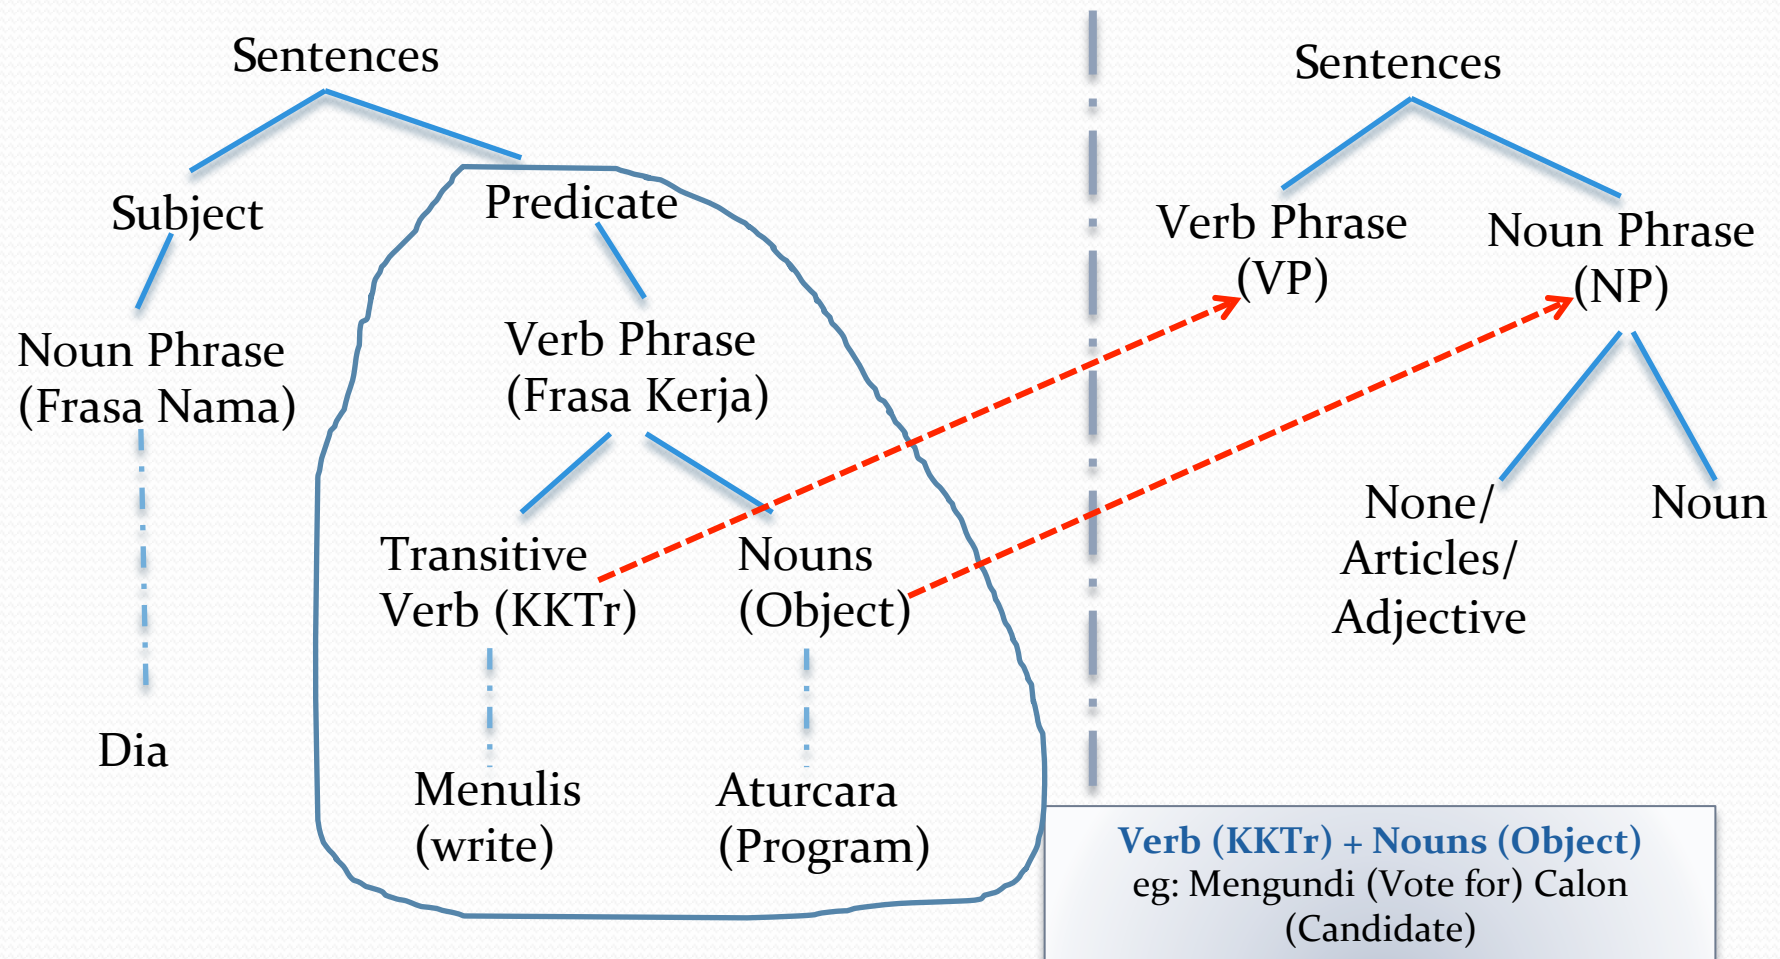 Sentences
Subject
Predicate
Noun Phrase
(Frasa Nama)
Verb Phrase
(Frasa Kerja)
Transitive
Verb (KKTr)
Nouns
(Object)
Dia
Menulis
(write)
Aturcara
(Program)
Sentences
Verb Phrase
(VP)
Noun Phrase
(NP)
None/
Articles/
Adjective
Noun
Verb (KKTr) + Nouns (Object)
eg: Mengundi (Vote for) Calon
(Candidate)